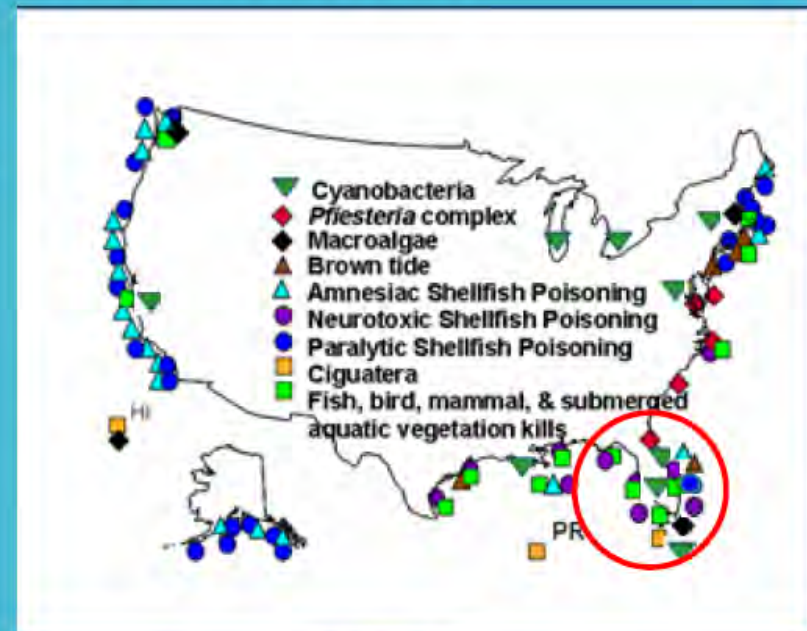 Cyanobacteria
Pfiesteria complex
Macroalgae
Brown tide
Amnesiac Shellfish Poisoning
Neurotoxic Shellfish Poisoning
Paralytic Shellfish Poisoning
Ciguatera
Fish, bird, mammal, & submerged
aquatic vegetation kills
HI
PR